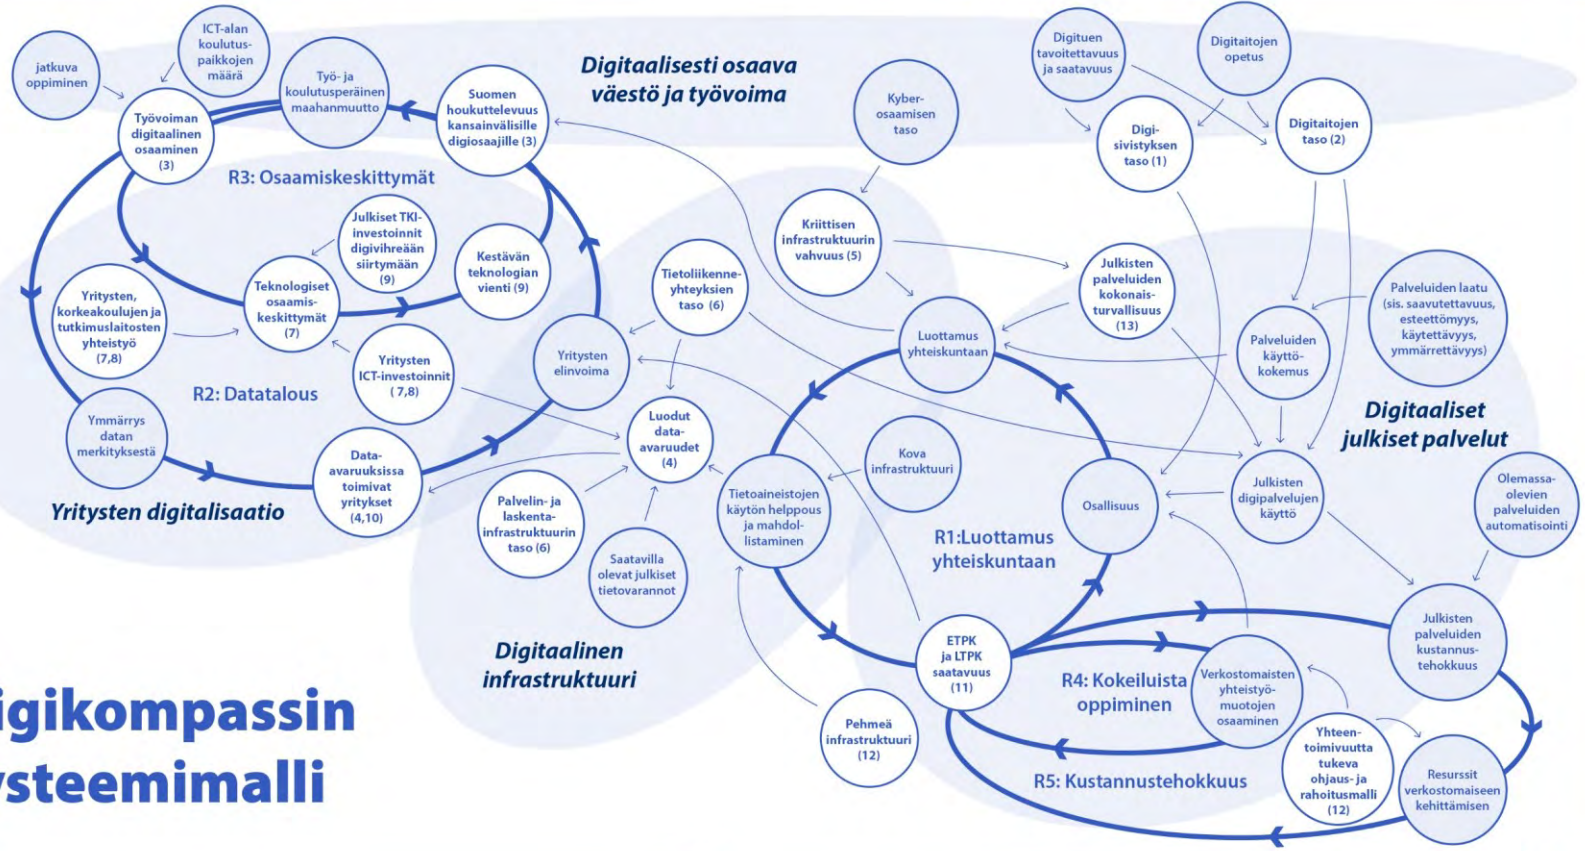 jatkuva
oppiminen
ICT-alan
koulutus-
paikkojen
määrä
Työ- ja
koulutusperäinen
maahanmuutto
Suomen
houkuttelevuus
kansainvälisille
digiosaajille (3)
Digitaalisesti osaava
väestö ja työvoima
Kyber-
osaamisen
taso
Digituen
tavoitettavuus
ja saatavuus
Digitaitojen
opetus
Työvoiman
digitaalinen
osaaminen
(3)
Digi-
sivistyksen
taso (1)
Digitaitojen
taso (2)
R3: Osaamiskeskittymät
Julkiset TKI-
investoinnit
digivihreään
siirtymään
(9)
Kestävän
teknologian
vienti (9)
Teknologiset
osaamis-
keskittymät
(7)
Yritysten,
korkeakoulujen ja
tutkimuslaitosten
yhteistyö
(7,8)
Yritysten
ICT-investoinnit
( 7,8)
R2: Datatalous
Ymmärrys
datan
merkityksestä
Data-
avaruuksissa
toimivat
yritykset
(4,10)
Yritysten digitalisaatio
Yritysten
elinvoima
Tietoliikenne-
yhteyksien
taso (6)
Kriittisen
infrastruktuurin
vahvuus (5)
Luottamus
yhteiskuntaan
Julkisten
palveluiden
kokonais-
turvallisuus
(13)
Palveluiden
käyttö-
kokemus
Palveluiden laatu
(sis. saavutettavuus,
esteettömyys,
käytettävyys,
ymmärrettävyys)
Digitaaliset
julkiset palvelut
Luodut
data-
avaruudet
(4)
Palvelin- ja
laskenta-
infrastruktuurin
taso (6)
Saatavilla
olevat julkiset
tietovarannot
Tietoaineistojen
käytön helppous
ja mahdol-
listaminen
Kova
infrastruktuuri
R1:Luottamus
yhteiskuntaan
Osallisuus
Julkisten
digipalvelujen
käyttö
Olemassa-
olevien
palveluiden
automatisointi
Digitaalinen
infrastruktuuri
ETPK
ja LTPK
saatavuus
(11)
Pehmeä
infrastruktuuri
(12)
R4: Kokeiluista
oppiminen
Verkostomaisten
yhteistyö-
muotojen
osaaminen
Julkisten
palveluiden
kustannus-
tehokkuus
R5: Kustannustehokkuus
Yhteen-
toimivuutta
tukeva
ohjaus- ja
rahoitusmalli
(12)
Resurssit
verkostomaiseen
kehittämisen
igikompassin
ysteemimalli